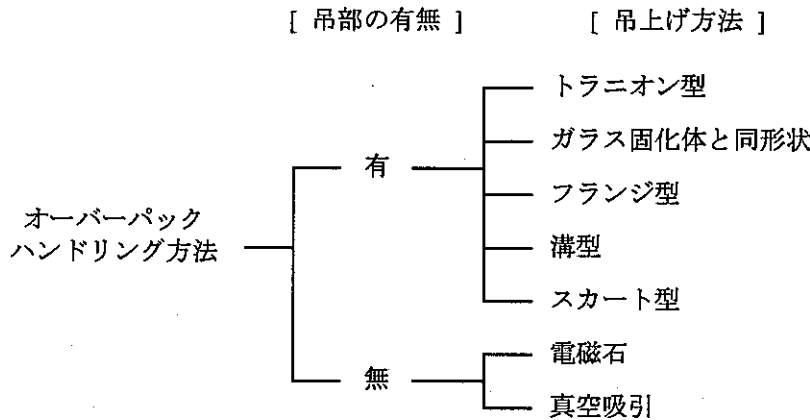 [ 吊部の有無 ]
[ 吊上げ方法 ]
トラニオン型
ガラス固化体と同形状
有
フランジ型
オーバーパック
ハンドリング方法
溝型
スカート型
電磁石
無
真空吸引